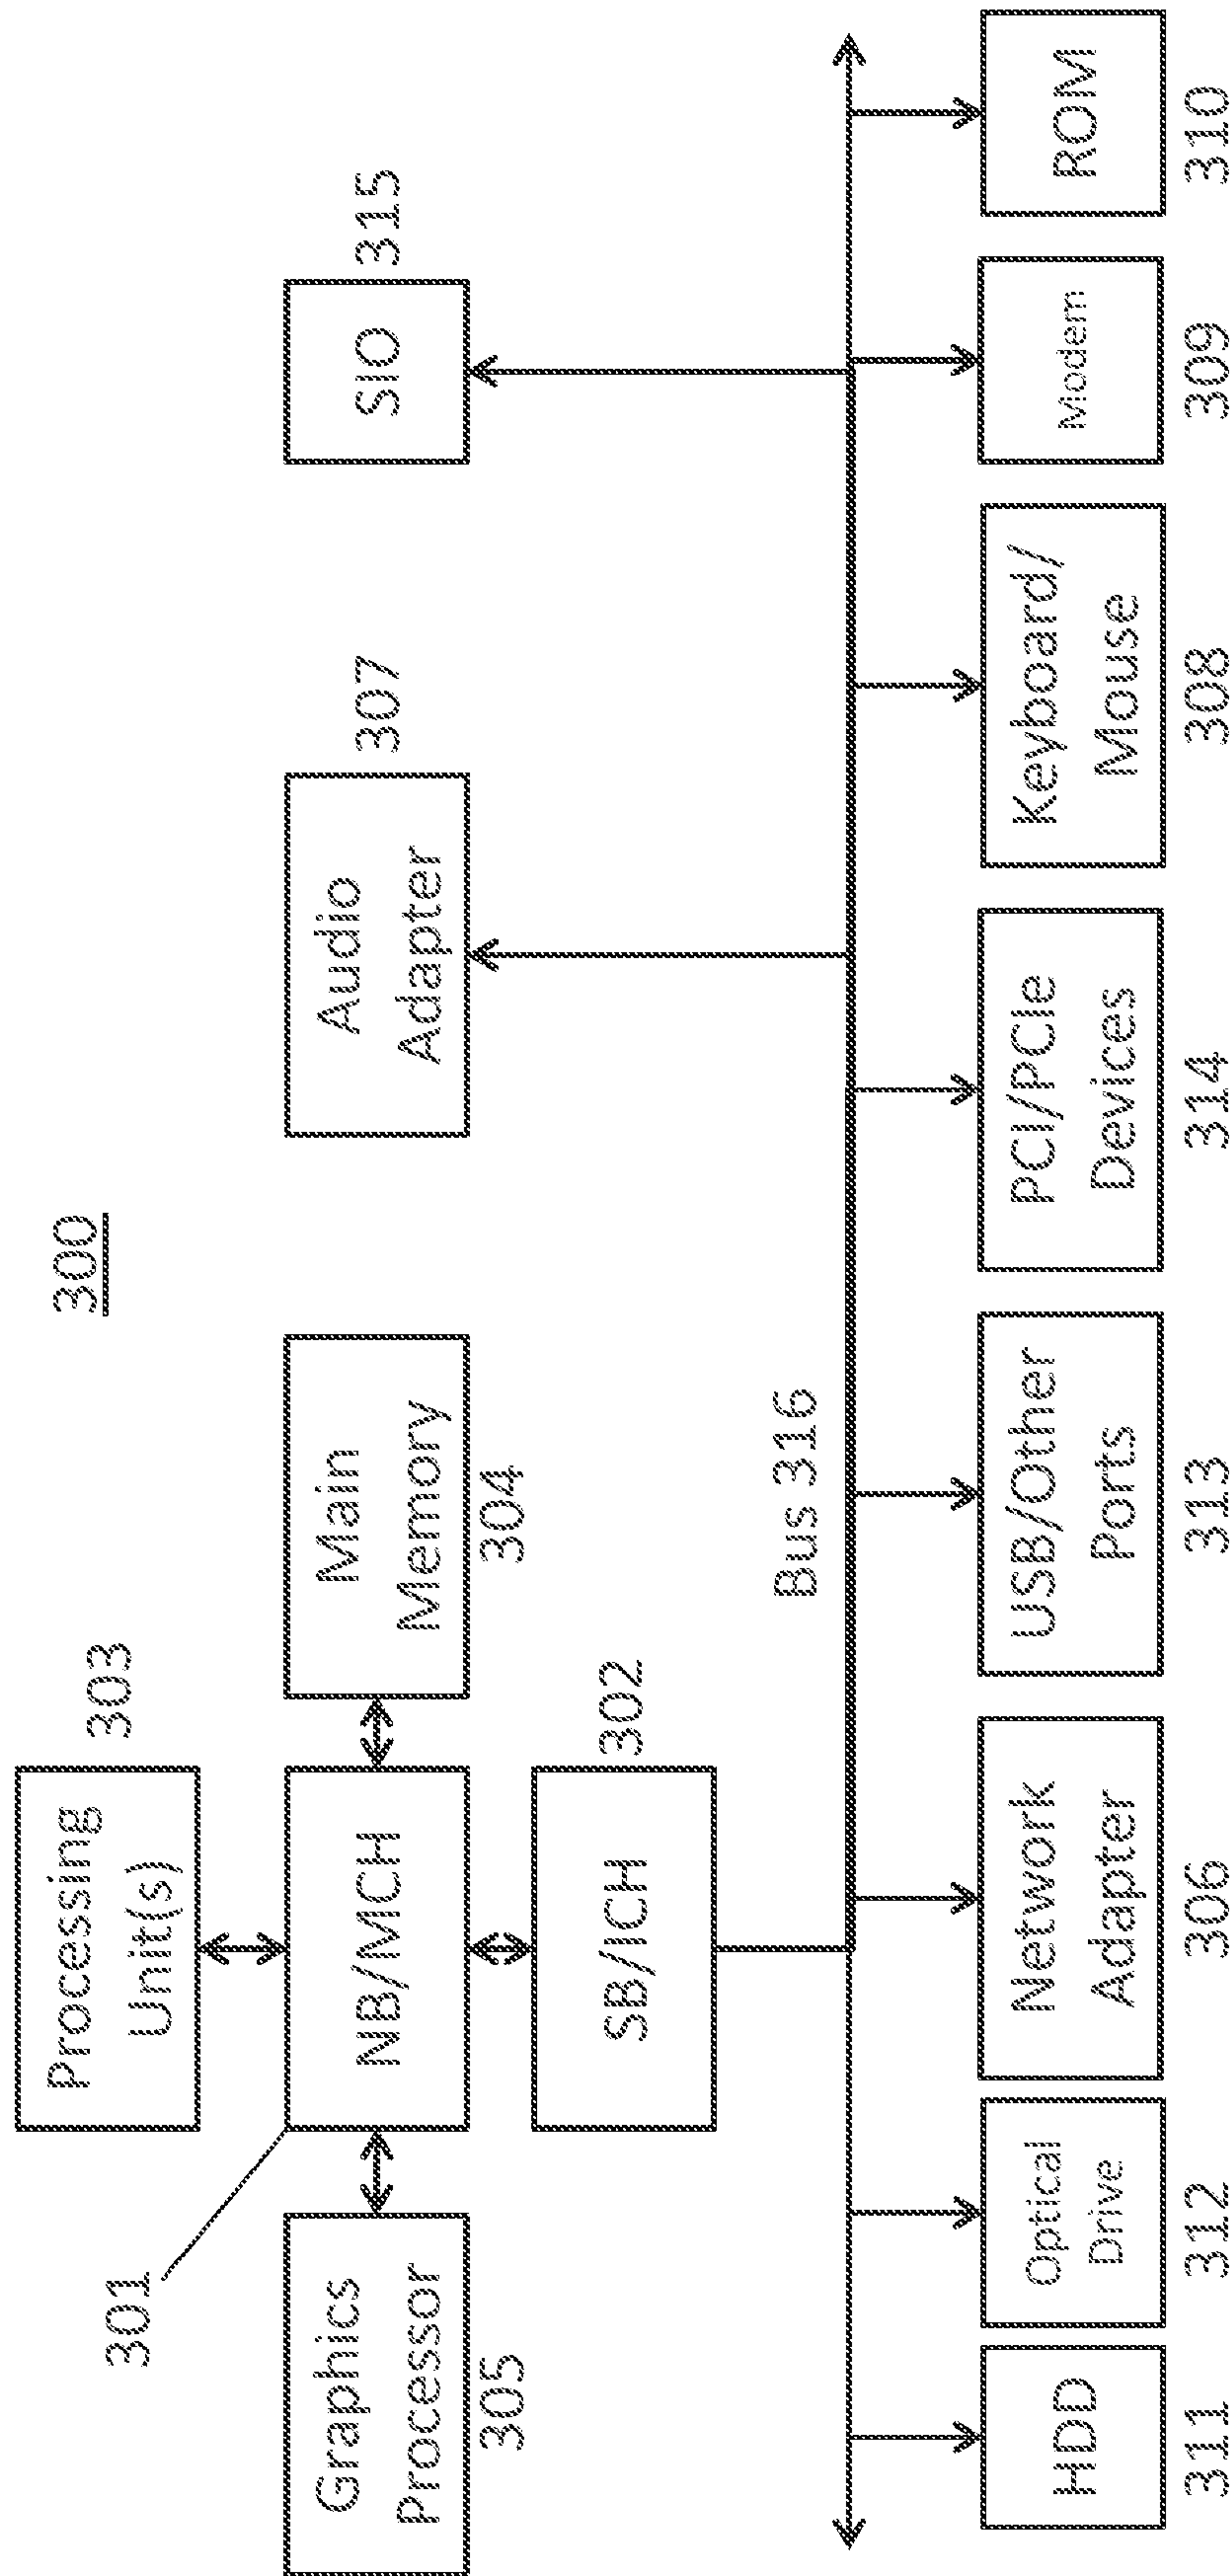 300
Processing
Unit(s)
303
301
Graphics
Processor
305
NB/MCH
Main
Memory
304
Audio
Adapter
307
SIO
315
SB/ICH
302
Bus 316
HDD
311
Optical
Drive
312
Network
Adapter
306
USB/Other
Ports
313
PCI/PCIe
Devices
314
Keyboard/
Mouse
308
Modem
309
ROM
310